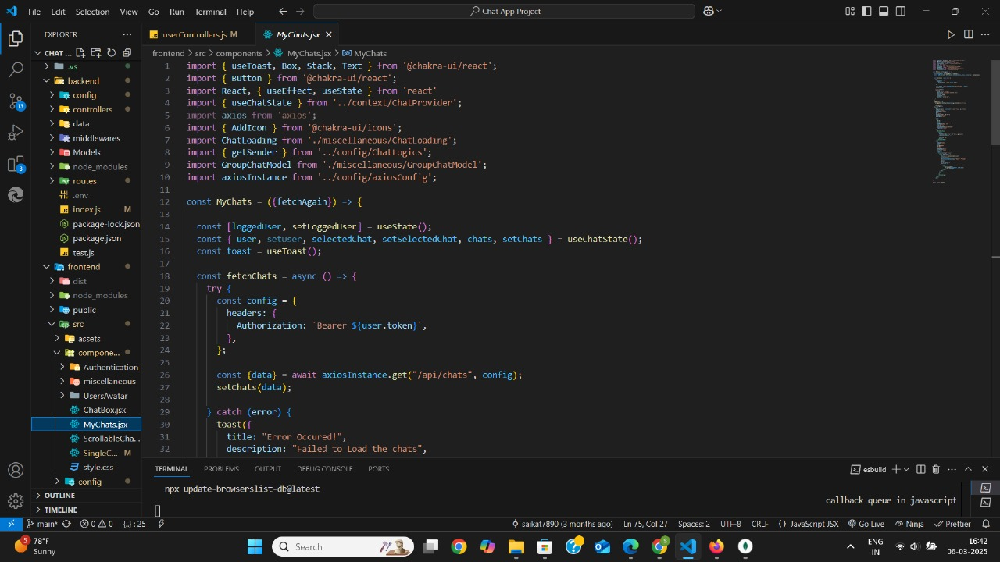 File Edit Selection View Go Run Terminal Help
Chat App Project
EXPLORER
userControllers.js M
MyChats.jsx
CHAT ...
frontend > src > components > MyChats.jsx > MyChats
.vs
backend
config
controllers
data
middlewares
Models
node_modules
routes
.env
index.js M
package-lock.json
package.json
test.js
frontend
dist
node_modules
public
src
assets
compone...
Authentication
miscellaneous
UsersAvatar
ChatBox.jsx
MyChats.jsx
ScrollableCha...
SingleC... M
style.css
config
OUTLINE
TIMELINE
1 import { useToast, Box, Stack, Text } from '@chakra-ui/react';
2 import { Button } from '@chakra-ui/react';
3 import React, { useEffect, useState } from 'react'
4 import { useChatState } from '../context/ChatProvider';
5 import axios from 'axios';
6 import { AddIcon } from '@chakra-ui/icons';
7 import ChatLoading from './miscellaneous/ChatLoading';
8 import { getSender } from '../config/ChatLogics';
9 import GroupChatModel from './miscellaneous/GroupChatModel';
10 import axiosInstance from '../config/axiosConfig';
11
12 const MyChats = ({fetchAgain}) => {
13
14 const [loggedUser, setLoggedUser] = useState();
15 const { user, setUser, selectedChat, setSelectedChat, chats, setChats } = useChatState();
16 const toast = useToast();
17
18 const fetchChats = async () => {
19 try {
20 const config = {
21 headers: {
22 Authorization: `Bearer ${user.token}`,
23 },
24 };
25
26 const {data} = await axiosInstance.get("/api/chats", config);
27 setChats(data);
28
29 } catch (error) {
30 toast({
31 title: "Error Occured!",
32 description: "Failed to Load the chats",
TERMINAL PROBLEMS OUTPUT DEBUG CONSOLE PORTS
esbuild
npx update-browserslist-db@latest
callback queue in javascript
13
3
main* 0 0 {..} : 25
saikat7890 (3 months ago) Ln 75, Col 27 Spaces: 2 UTF-8 CRLF {} JavaScript JSX Go Live Ninja Prettier
5
78°F
Sunny
Search
ENG
IN
16:42
06-03-2025